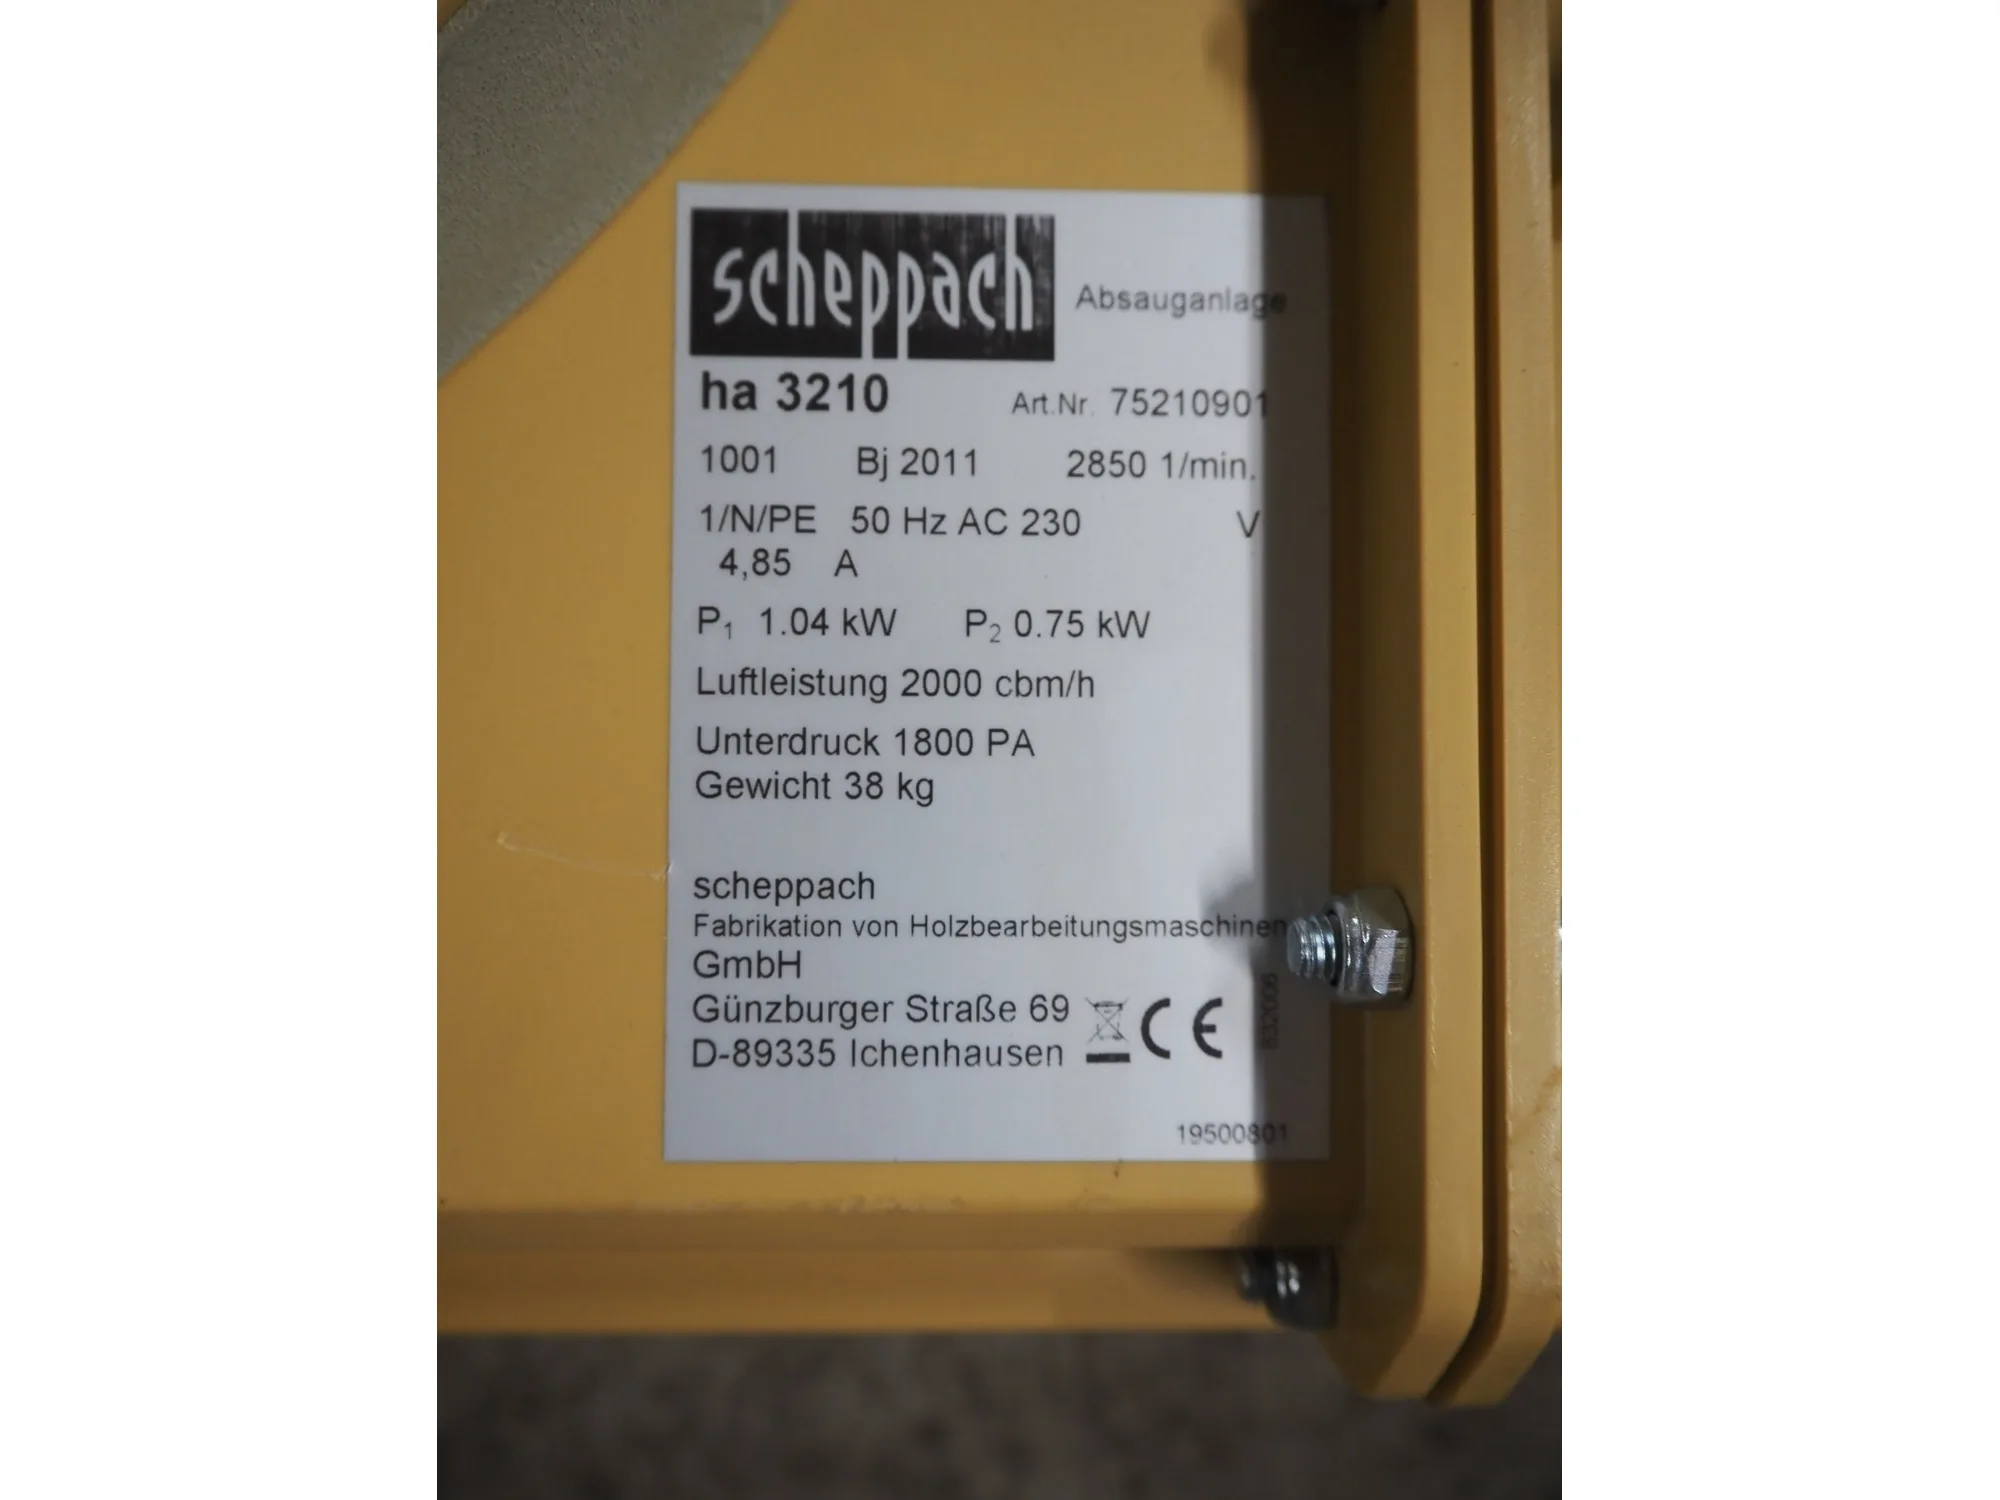 scheppach Absauganlage
ha 3210 Art.Nr. 75210901
1001 Bj 2011 2850 1/min.
1/N/PE 50 Hz AC 230 V
4,85 A
P₁ 1.04 kW P₂ 0.75 kW
Luftleistung 2000 cbm/h
Unterdruck 1800 PA
Gewicht 38 kg
scheppach
Fabrikation von Holzbearbeitungsmaschinen
GmbH
Günzburger Straße 69
D-89335 Ichenhausen
CE
832006
19500801